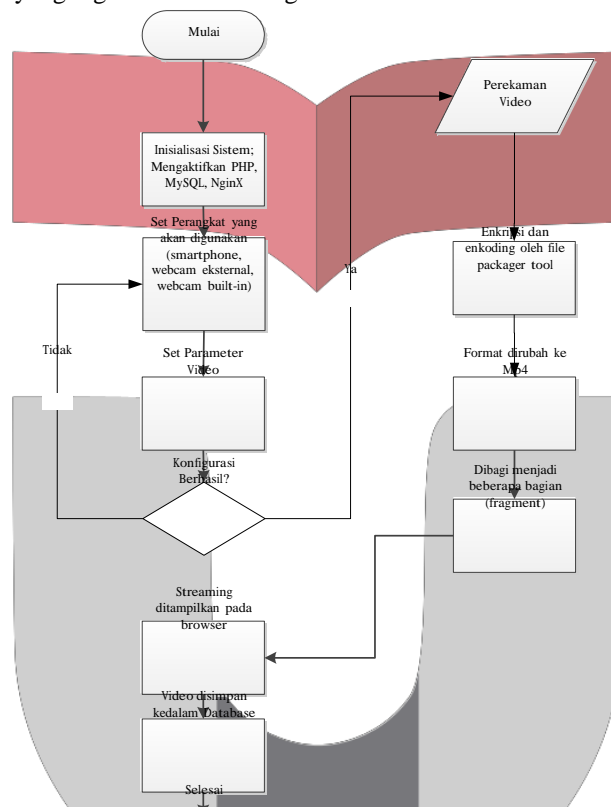 Mulai
Inisialisasi Sistem;
Mengaktifkan PHP,
MySQL, NginX
Set Perangkat yang
akan digunakan
(smartphone,
webcam eksternal,
webcam built-in)
Tidak
Set Parameter
Video
Konfigurasi
Berhasil?
Ya
Perekaman
Video
Enkripsi dan
enkoding oleh file
packager tool
Format dirubah ke
Mp4
Dibagi menjadi
beberapa bagian
(fragment)
Streaming
ditampilkan pada
browser
Video disimpan
kedalam Database
Selesai